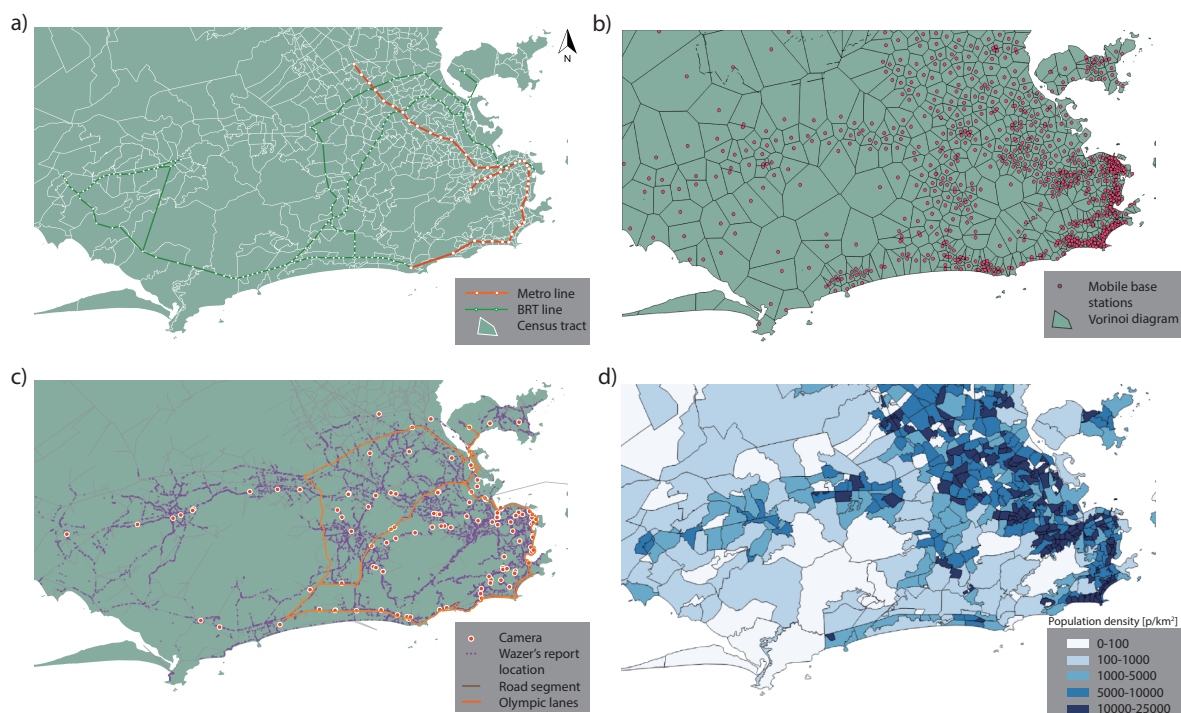 a)
N
Metro line
BRT line
Census tract
b)
Mobile base
stations
Vorinoi diagram
c)
Camera
Wazer's report
location
Road segment
Olympic lanes
d)
Population density [p/km²]
0-100
100-1000
1000-5000
5000-10000
10000-25000